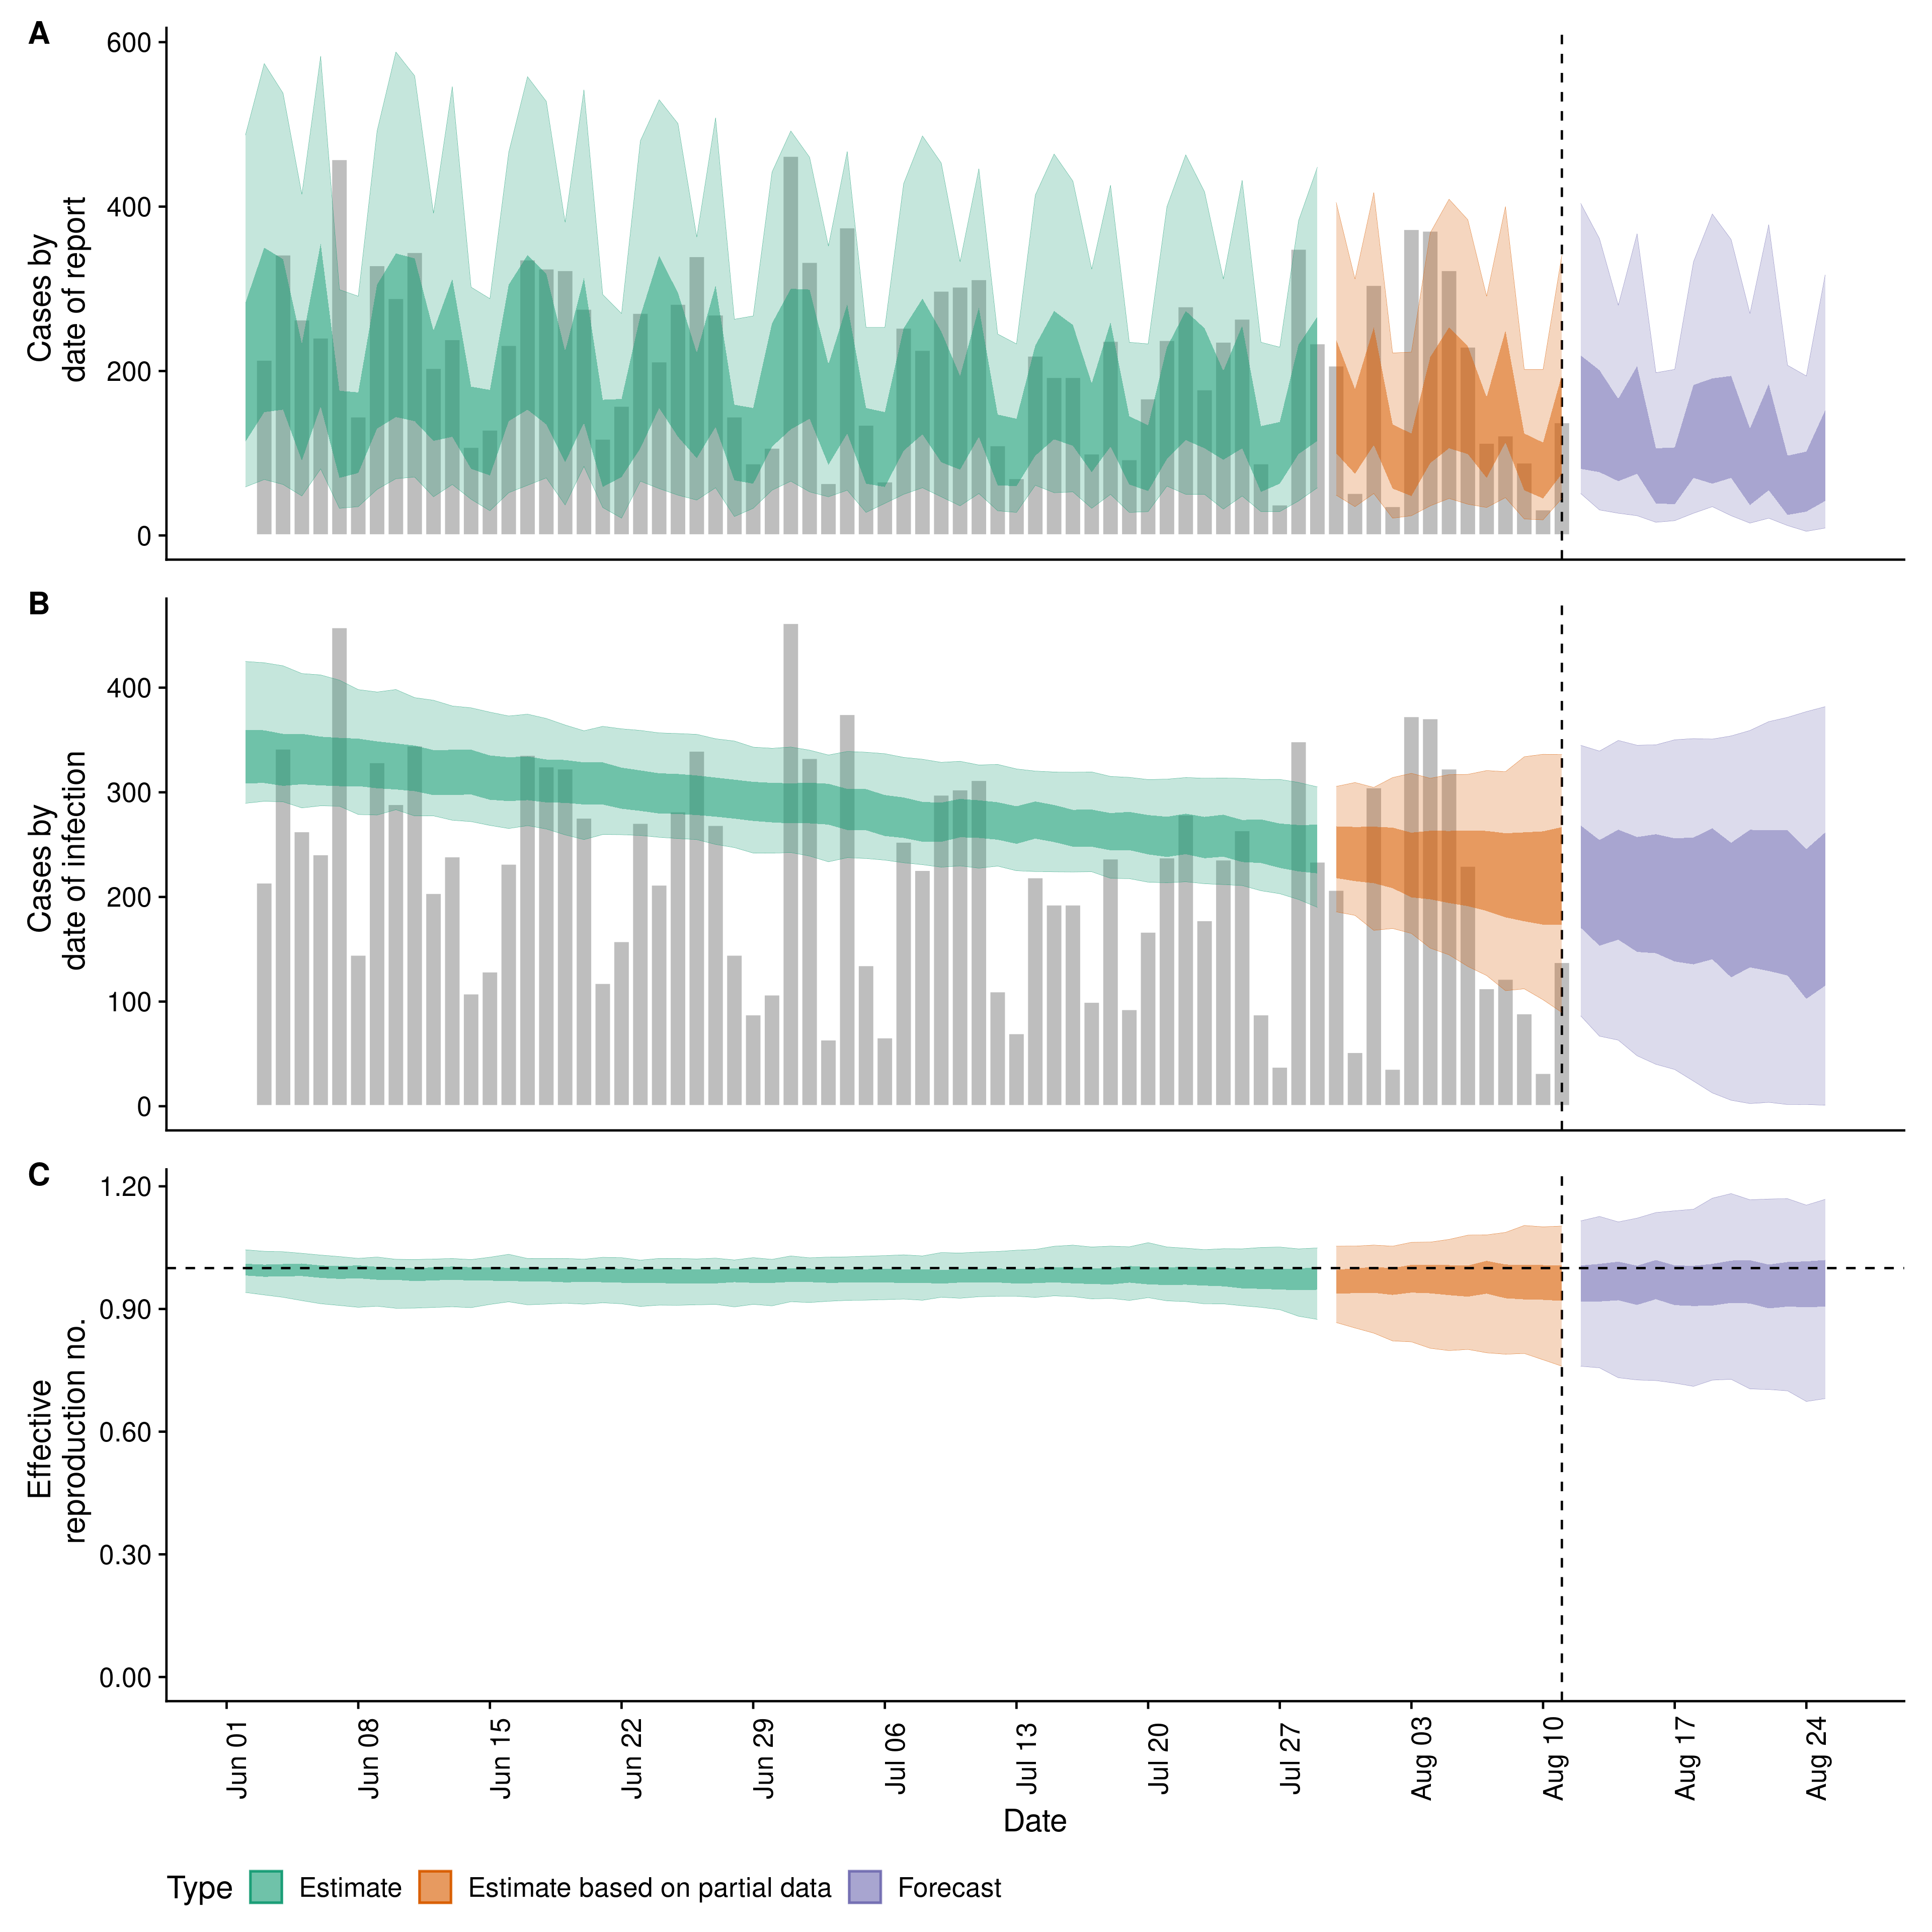 A
Cases by
date of report
600
400
200
0
B
Cases by
date of infection
400
300
200
100
0
C
Effective
reproduction no.
1.20
0.90
0.60
0.30
0.00
Jun 01
Jun 08
Jun 15
Jun 22
Jun 29
Jul 06
Jul 13
Jul 20
Jul 27
Aug 03
Aug 10
Aug 17
Aug 24
Date
Type Estimate Estimate based on partial data Forecast